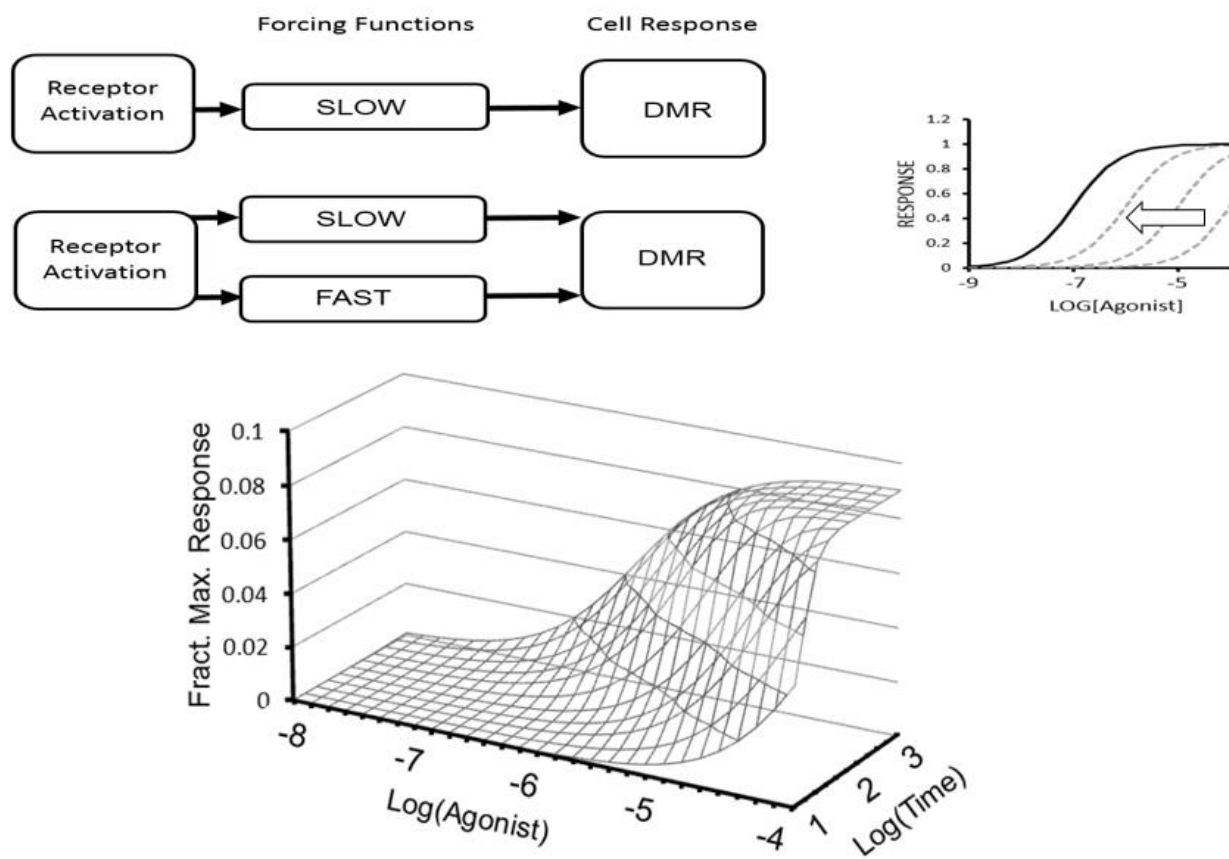 Forcing Functions
Cell Response
Receptor
Activation
SLOW
DMR
Receptor
Activation
SLOW
FAST
DMR
1.2
1
0.8
0.6
0.4
0.2
0
RESPONSE
-9
-7
-5
LOG[Agonist]
0.1
0.08
0.06
0.04
0.02
0
Fract. Max. Response
-8
-7
-6
-5
-4
Log(Agonist)
1
2
3
Log(Time)